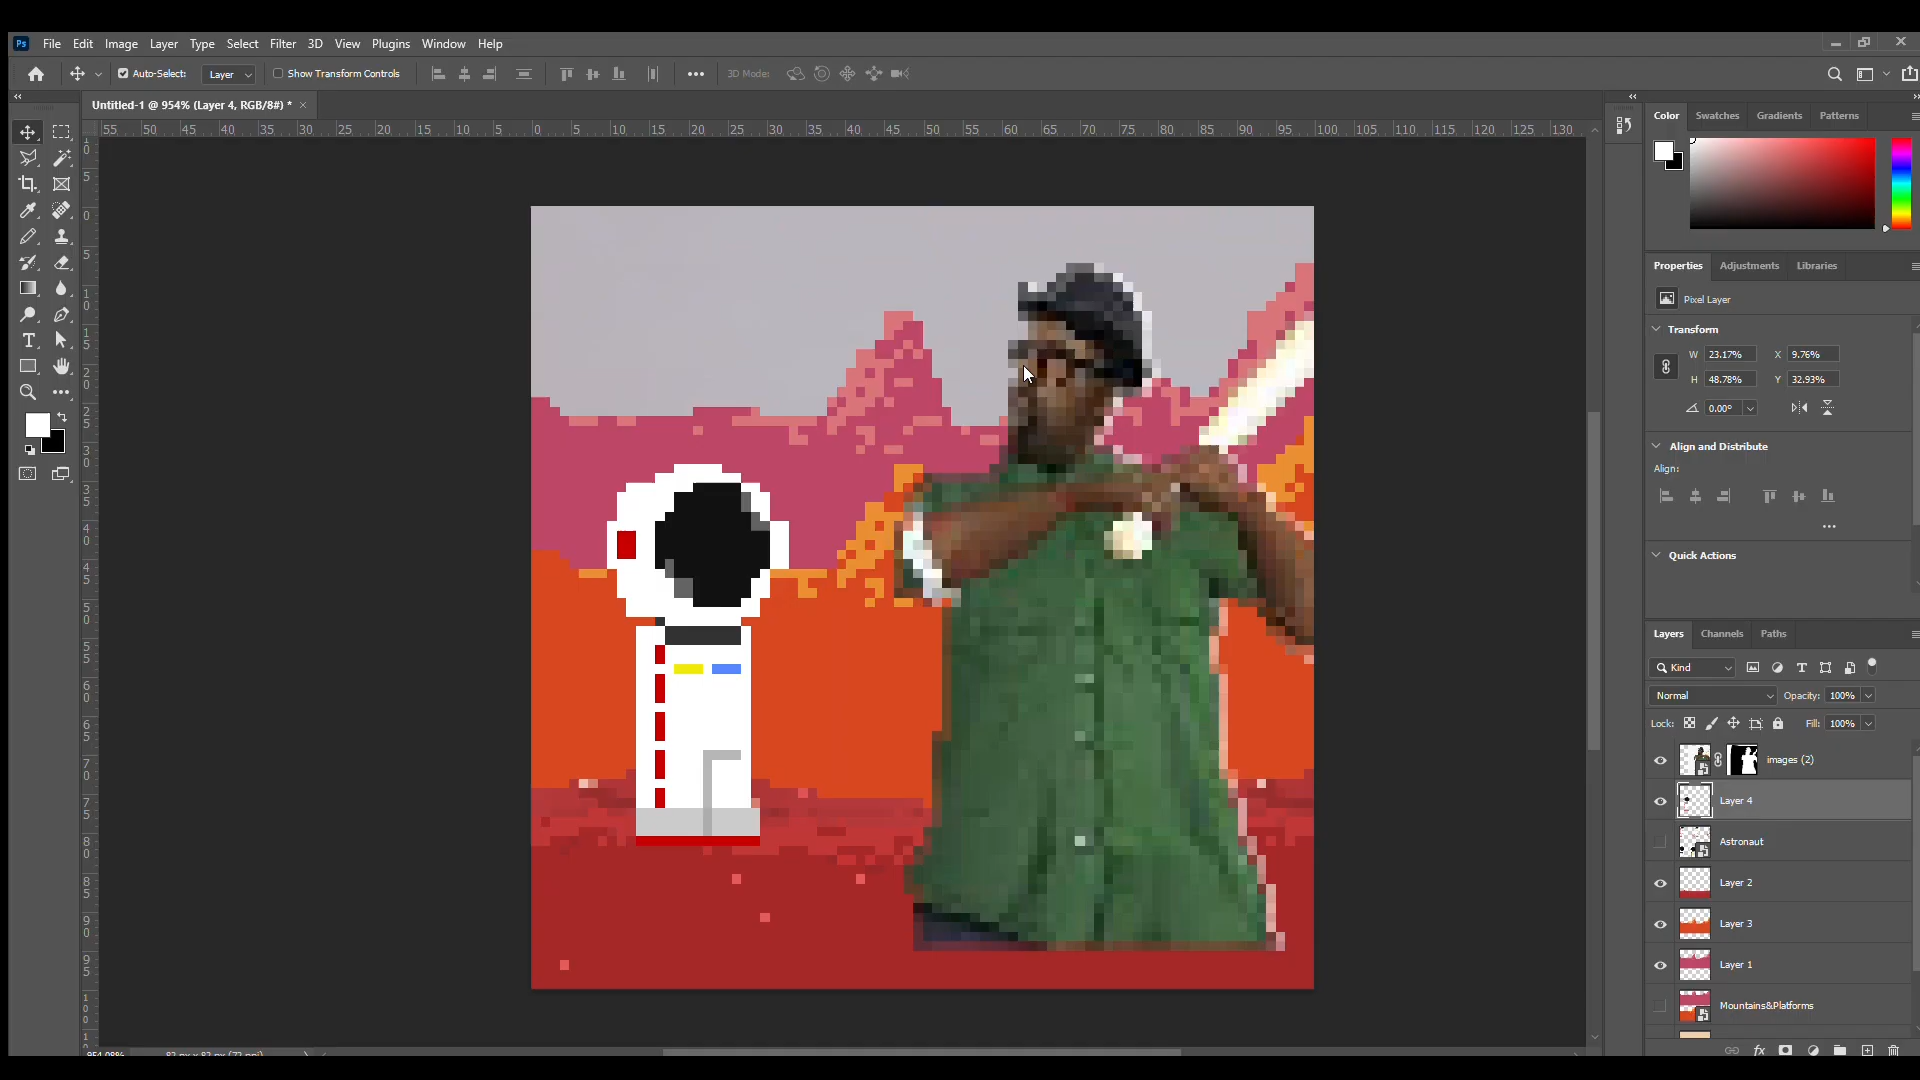 Ps File Edit Image Layer Type Select Filter 3D View Plugins Window Help
Auto-Select: Layer Show Transform Controls 3D Mode:
Untitled-1 @ 954% (Layer 4, RGB/8#) *
55 50 45 40 35 30 25 20 15 10 5 0 5 10 15 20 25 30 35 40 45 50 55 60 65 70 75 80 85 90 95 100 105 110 115 120 125 130
Color Swatches Gradients Patterns
Properties Adjustments Libraries
Pixel Layer
Transform
W 23.17% X 9.76%
H 48.78% Y 32.93%
0.00°
Align and Distribute
Align:
Quick Actions
Layers Channels Paths
Kind
Normal Opacity: 100%
Lock: Fill: 100%
images (2)
Layer 4
Astronaut
Layer 2
Layer 3
Layer 1
Mountains&Platforms
fx